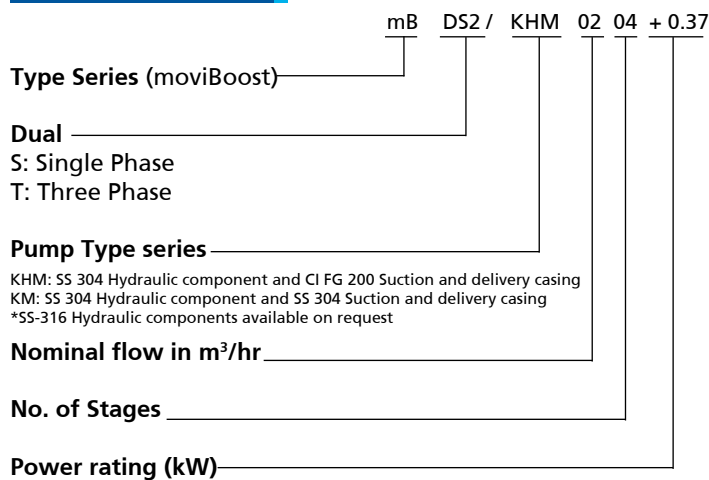 mB DS2 / KHM 02 04 + 0.37
Type Series (moviBoost)
Dual
S: Single Phase
T: Three Phase
Pump Type series
KHM: SS 304 Hydraulic component and CI FG 200 Suction and delivery casing
KM: SS 304 Hydraulic component and SS 304 Suction and delivery casing
*SS-316 Hydraulic components available on request
Nominal flow in m³/hr
No. of Stages
Power rating (kW)